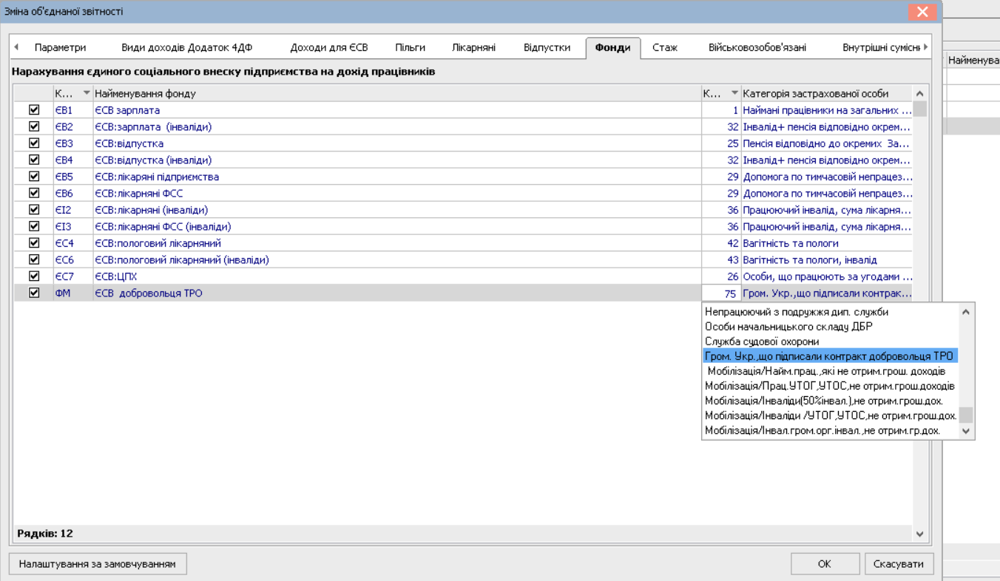 Зміна об'єднаної звітності
Параметри Види доходів Додаток 4ДФ Доходи для ЄСВ Пільги Лікарняні Відпустки Фонди Стаж Військовозобов'язані Внутрішні сумісн
Найменува
Нарахування єдиного соціального внеску підприємства на дохід працівників
К... Найменування фонду К... Категорія застрахованої особи
ЄВ1 ЄСВ зарплата 1 Наймані працівники на загальних ...
ЄВ2 ЄСВ:зарплата (інваліди) 32 Інвалід+ пенсія відповідно окрем...
ЄВ3 ЄСВ:відпустка 25 Пенсія відповідно до окремих За...
ЄВ4 ЄСВ:відпустка (інваліди) 32 Інвалід+ пенсія відповідно окрем...
ЄВ5 ЄСВ:лікаряні підприємства 29 Допомога по тимчасовій непрацез...
ЄВ6 ЄСВ:лікарняні ФСС 29 Допомога по тимчасовій непрацез...
ЄІ2 ЄСВ:лікарняні (інваліди) 36 Працюючий інвалід, сума лікарня...
ЄІ3 ЄСВ:лікарняні ФСС (інваліди) 36 Працюючий інвалід, сума лікарня...
ЄС4 ЄСВ:пологовий лікарняний 42 Вагітність та пологи
ЄС6 ЄСВ:пологовий лікарняний (інваліди) 43 Вагітність та пологи, інвалід
ЄС7 ЄСВ:ЦПХ 26 Особи, що працюють за угодами ...
ФМ ЄСВ добровольця ТРО 75 Гром. Укр.,що підписали контрак...
Непрацюючий з подружжя дип. служби
Особи начальницького складу ДБР
Служба судової охорони
Гром. Укр.,що підписали контракт добровольця ТРО
Мобілізація/Найм.прац.,які не отрим.грош. доходів
Мобілізація/Прац.УТОГ,УТОС,не отрим.грош.доходів
Мобілізація/Інваліди(50%інвал.),не отрим.грош.дох.
Мобілізація/Інваліди /УТОГ,УТОС,не отрим.грош.дох.
Мобілізація/Інвал.гром.орг.інвал.,не отрим.гр.дох.
Рядків: 12
Налаштування за замовчуванням ОК Скасувати